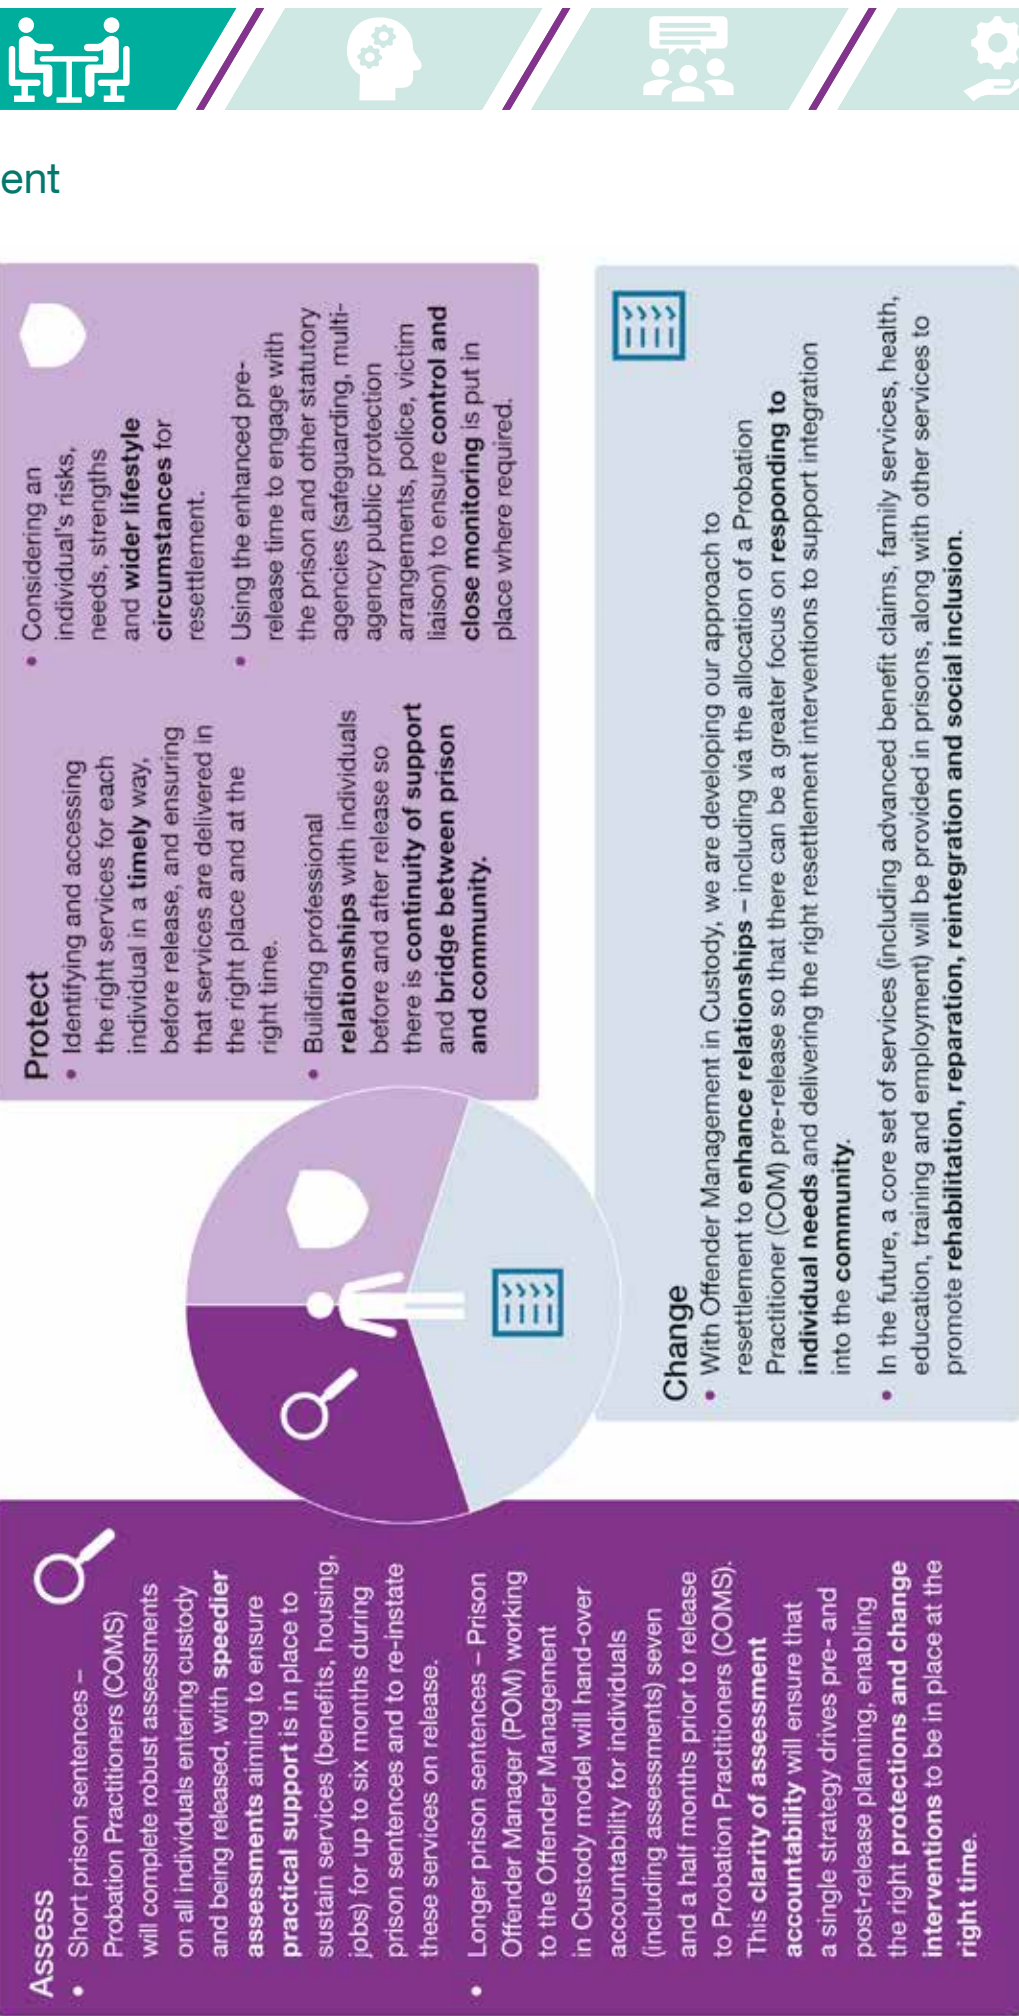 ent
Assess
• Short prison sentences –
Probation Practitioners (COMS)
will complete robust assessments
on all individuals entering custody
and being released, with speedier
assessments aiming to ensure
practical support is in place to
sustain services (benefits, housing,
jobs) for up to six months during
prison sentences and to re-instate
these services on release.
• Longer prison sentences – Prison
Offender Manager (POM) working
to the Offender Management
in Custody model will hand-over
accountability for individuals
(including assessments) seven
and a half months prior to release
to Probation Practitioners (COMS).
This clarity of assessment
accountability will ensure that
a single strategy drives pre- and
post-release planning, enabling
the right protections and change
interventions to be in place at the
right time.
Protect
• Identifying and accessing
the right services for each
individual in a timely way,
before release, and ensuring
that services are delivered in
the right place and at the
right time.
• Building professional
relationships with individuals
before and after release so
there is continuity of support
and bridge between prison
and community.
• Considering an
individual's risks,
needs, strengths
and wider lifestyle
circumstances for
resettlement.
• Using the enhanced pre-
release time to engage with
the prison and other statutory
agencies (safeguarding, multi-
agency public protection
arrangements, police, victim
liaison) to ensure control and
close monitoring is put in
place where required.
Change
• With Offender Management in Custody, we are developing our approach to
resettlement to enhance relationships – including via the allocation of a Probation
Practitioner (COM) pre-release so that there can be a greater focus on responding to
individual needs and delivering the right resettlement interventions to support integration
into the community.
• In the future, a core set of services (including advanced benefit claims, family services, health,
education, training and employment) will be provided in prisons, along with other services to
promote rehabilitation, reparation, reintegration and social inclusion.